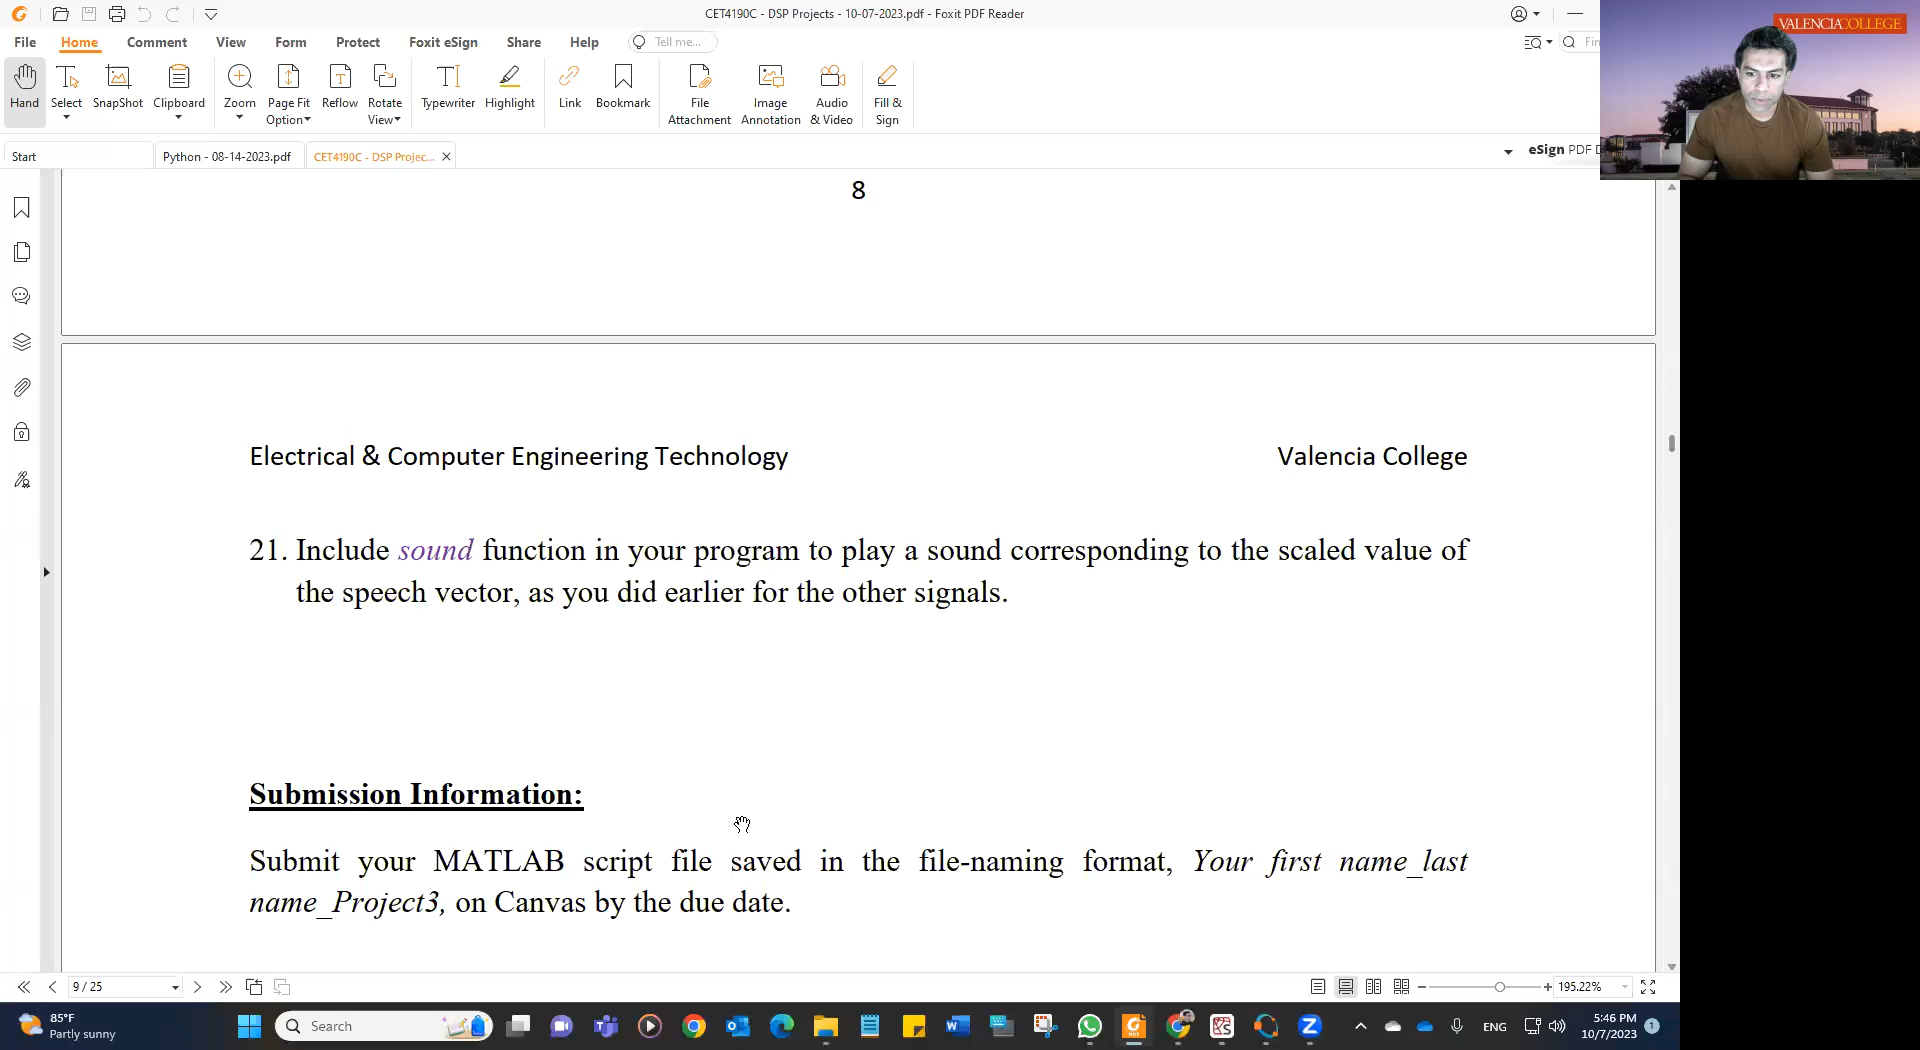 CET4190C - DSP Projects - 10-07-2023.pdf - Foxit PDF Reader
File Home Comment View Form Protect Foxit eSign Share Help Tell me... Fin
VALENCIACOLLEGE
Hand Select SnapShot Clipboard Zoom Page Fit Option Reflow Rotate View Typewriter Highlight Link Bookmark File Attachment Image Annotation Audio & Video Fill & Sign
Start Python - 08-14-2023.pdf CET4190C - DSP Projec... eSign PDF D
8
Electrical & Computer Engineering Technology Valencia College
21. Include sound function in your program to play a sound corresponding to the scaled value of
the speech vector, as you did earlier for the other signals.
Submission Information:
Submit your MATLAB script file saved in the file-naming format, Your first name_last
name_Project3, on Canvas by the due date.
9 / 25 195.22%
85°F
Partly sunny
Search
ENG
5:46 PM
10/7/2023
1